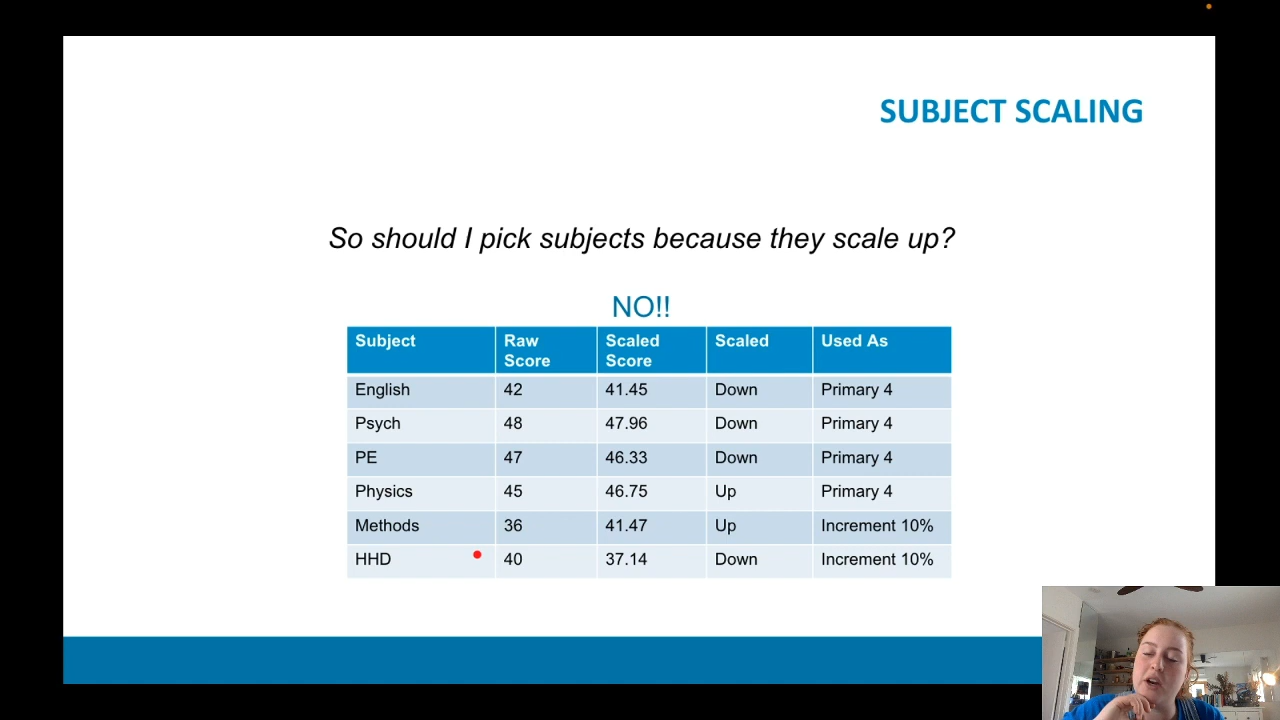 SUBJECT SCALING
So should I pick subjects because they scale up?
NO!!
Subject Raw Score Scaled Score Scaled Used As
English 42 41.45 Down Primary 4
Psych 48 47.96 Down Primary 4
PE 47 46.33 Down Primary 4
Physics 45 46.75 Up Primary 4
Methods 36 41.47 Up Increment 10%
HHD 40 37.14 Down Increment 10%